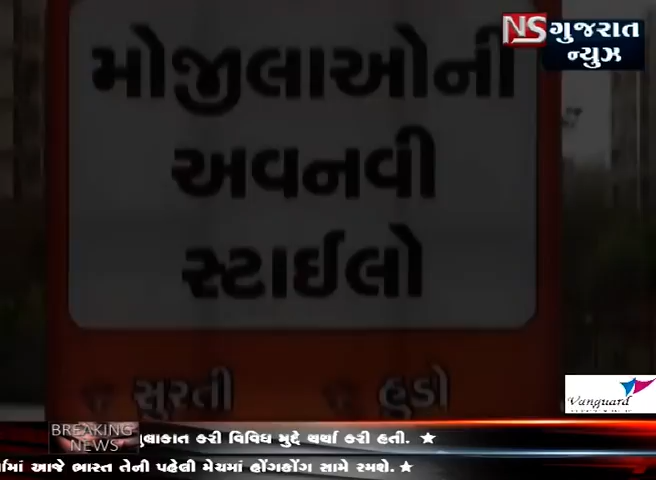 NS ગુજરાત
ન્યુઝ
મોજીલાઓની
અવનવી
સ્ટાઈલો
સુરતી
હુડો
Vanguard
BREAKING
NEWS
કરી વિવિધ મુદ્દે ચર્ચા કરી હતી. ★
આજે ભારત તેની પહેલી મેચમાં હોંગકોંગ સામે રમશે. ★